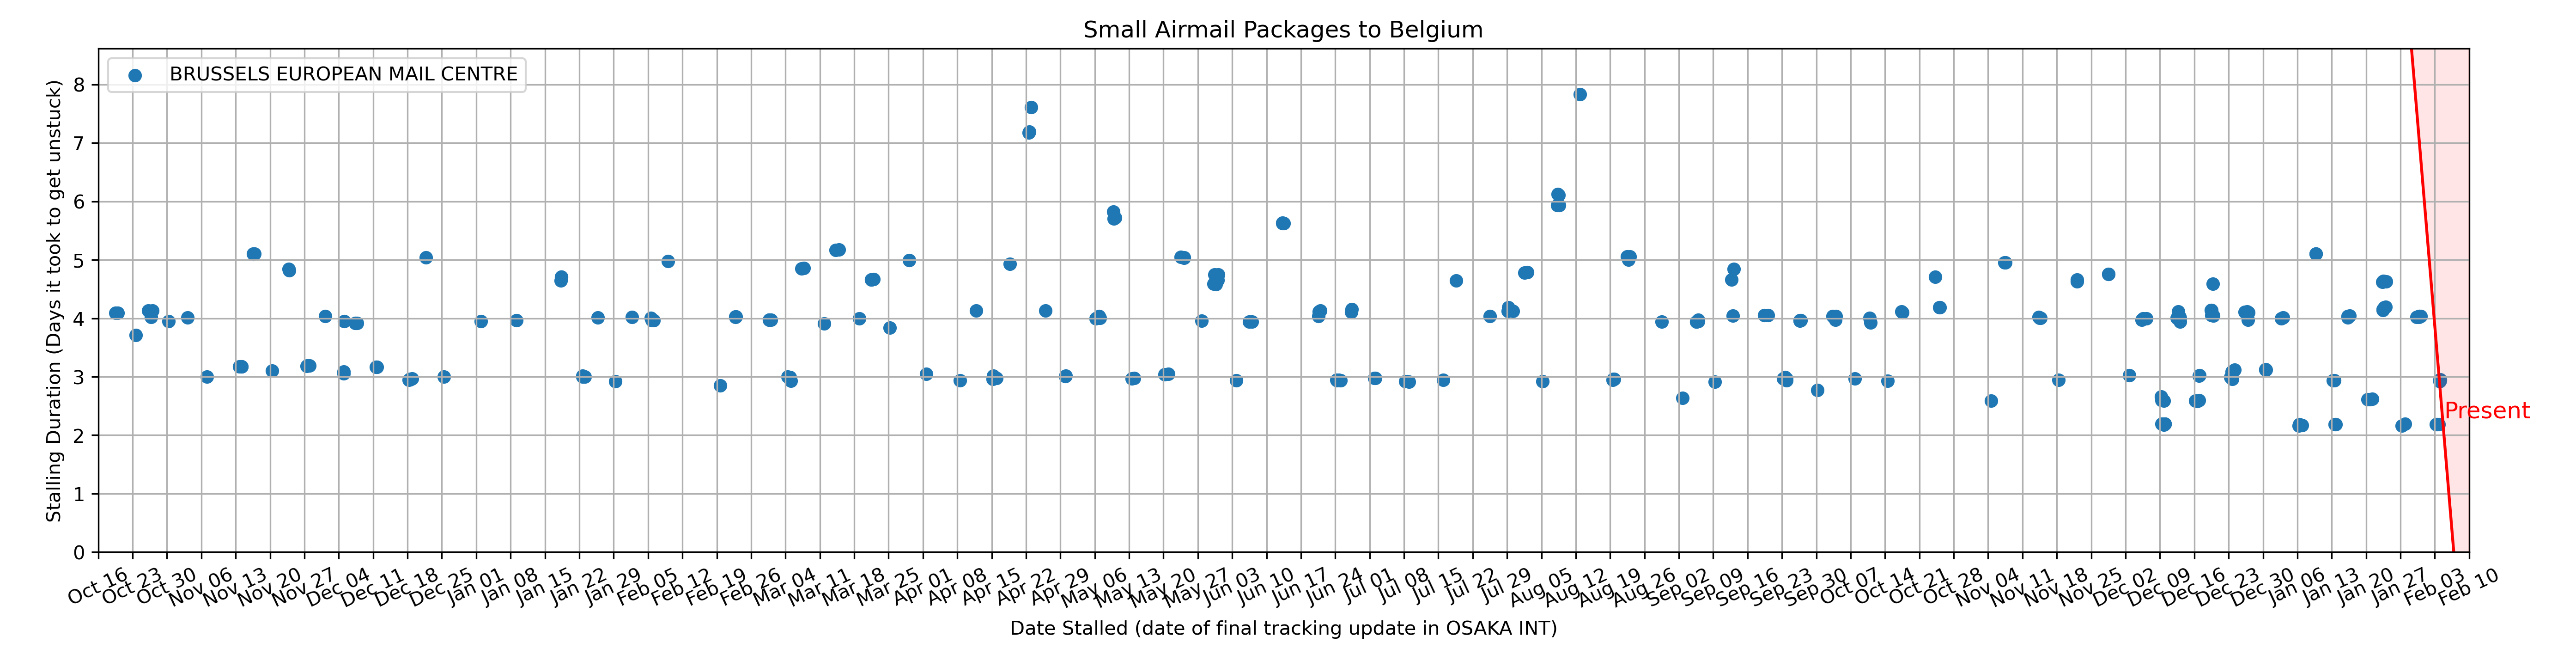 Small Airmail Packages to Belgium
BRUSSELS EUROPEAN MAIL CENTRE
Stalling Duration (Days it took to get unstuck)
8
7
6
5
4
3
2
1
0
Present
Oct 16
Oct 23
Oct 30
Nov 06
Nov 13
Nov 20
Nov 27
Dec 04
Dec 11
Dec 18
Dec 25
Jan 01
Jan 08
Jan 15
Jan 22
Jan 29
Feb 05
Feb 12
Feb 19
Feb 26
Mar 04
Mar 11
Mar 18
Mar 25
Apr 01
Apr 08
Apr 15
Apr 22
Apr 29
May 06
May 13
May 20
May 27
Jun 03
Jun 10
Jun 17
Jun 24
Jul 01
Jul 08
Jul 15
Jul 22
Jul 29
Aug 05
Aug 12
Aug 19
Aug 26
Sep 02
Sep 09
Sep 16
Sep 23
Sep 30
Oct 07
Oct 14
Oct 21
Oct 28
Nov 04
Nov 11
Nov 18
Nov 25
Dec 02
Dec 09
Dec 16
Dec 23
Dec 30
Jan 06
Jan 13
Jan 20
Jan 27
Feb 03
Feb 10
Date Stalled (date of final tracking update in OSAKA INT)